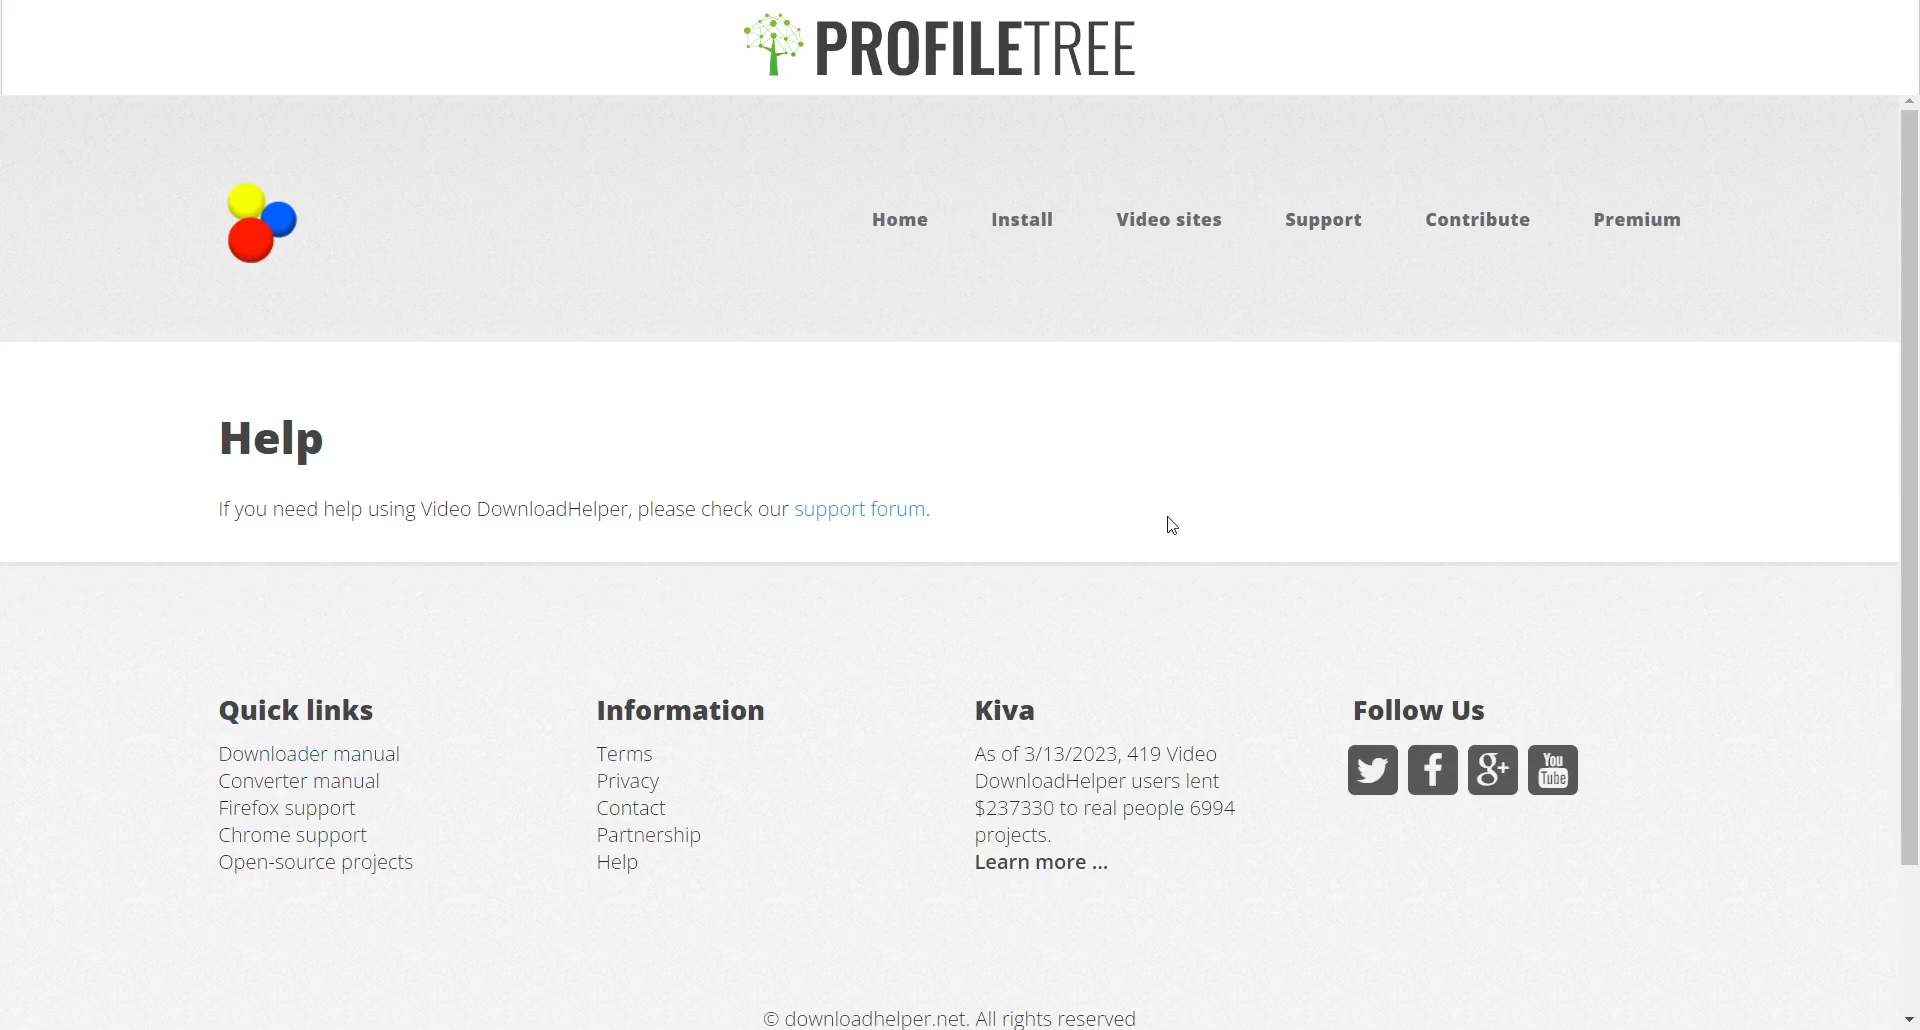 PROFILETREE
Home Install Video sites Support Contribute Premium
Help
If you need help using Video DownloadHelper, please check our support forum.
Quick links
Downloader manual
Converter manual
Firefox support
Chrome support
Open-source projects
Information
Terms
Privacy
Contact
Partnership
Help
Kiva
As of 3/13/2023, 419 Video
DownloadHelper users lent
$237330 to real people 6994
projects.
Learn more ...
Follow Us
g+
You
Tube
© downloadhelper.net. All rights reserved